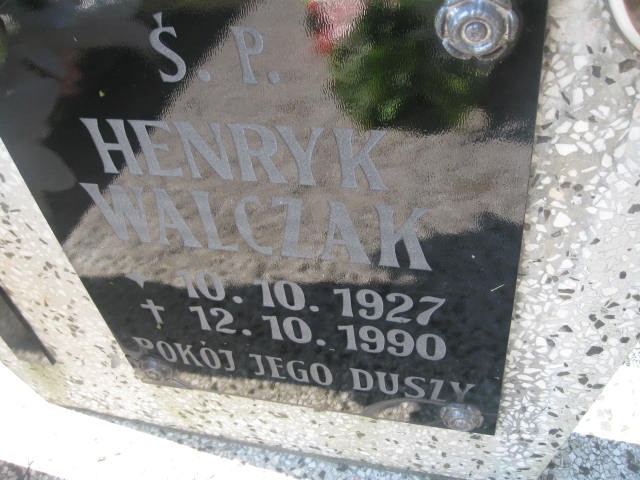 Ś. P.
HENRYK
WALCZAK
10.10.1927
✝ 12.10.1990
POKÓJ JEGO DUSZY